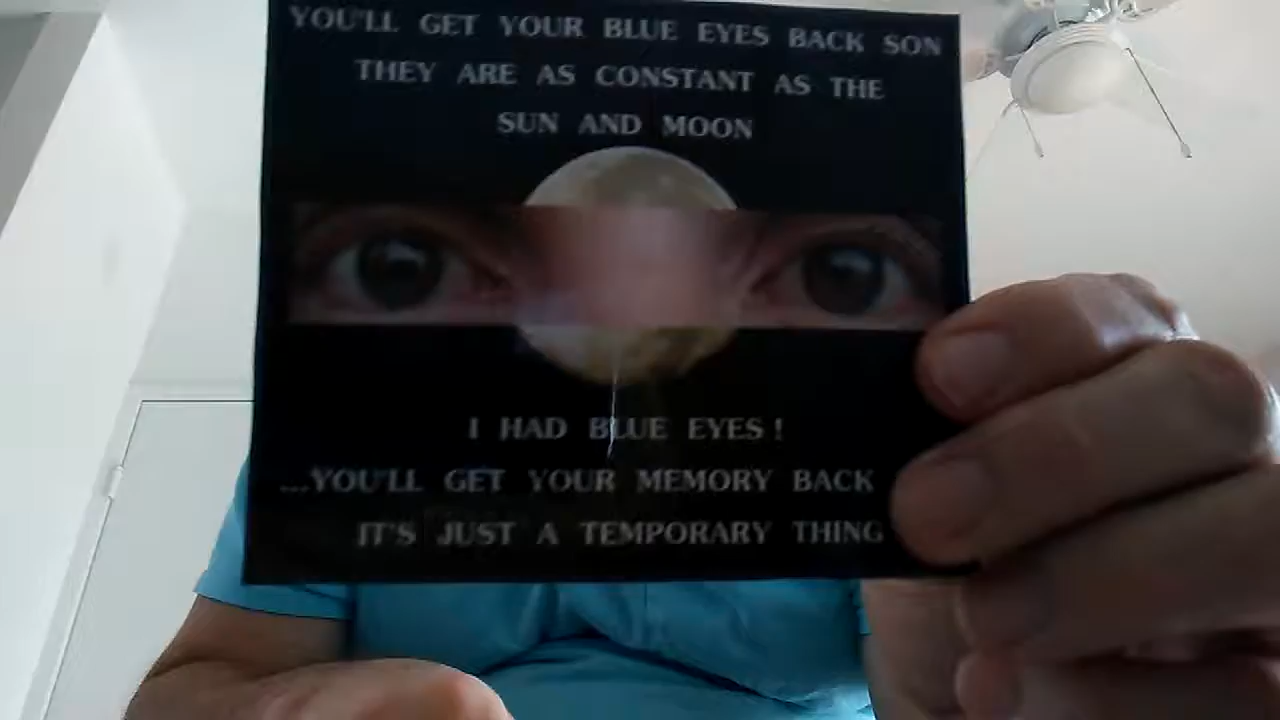 YOU'LL GET YOUR BLUE EYES BACK SON
THEY ARE AS CONSTANT AS THE
SUN AND MOON
I HAD BLUE EYES!
...YOU'LL GET YOUR MEMORY BACK
IT'S JUST A TEMPORARY THING